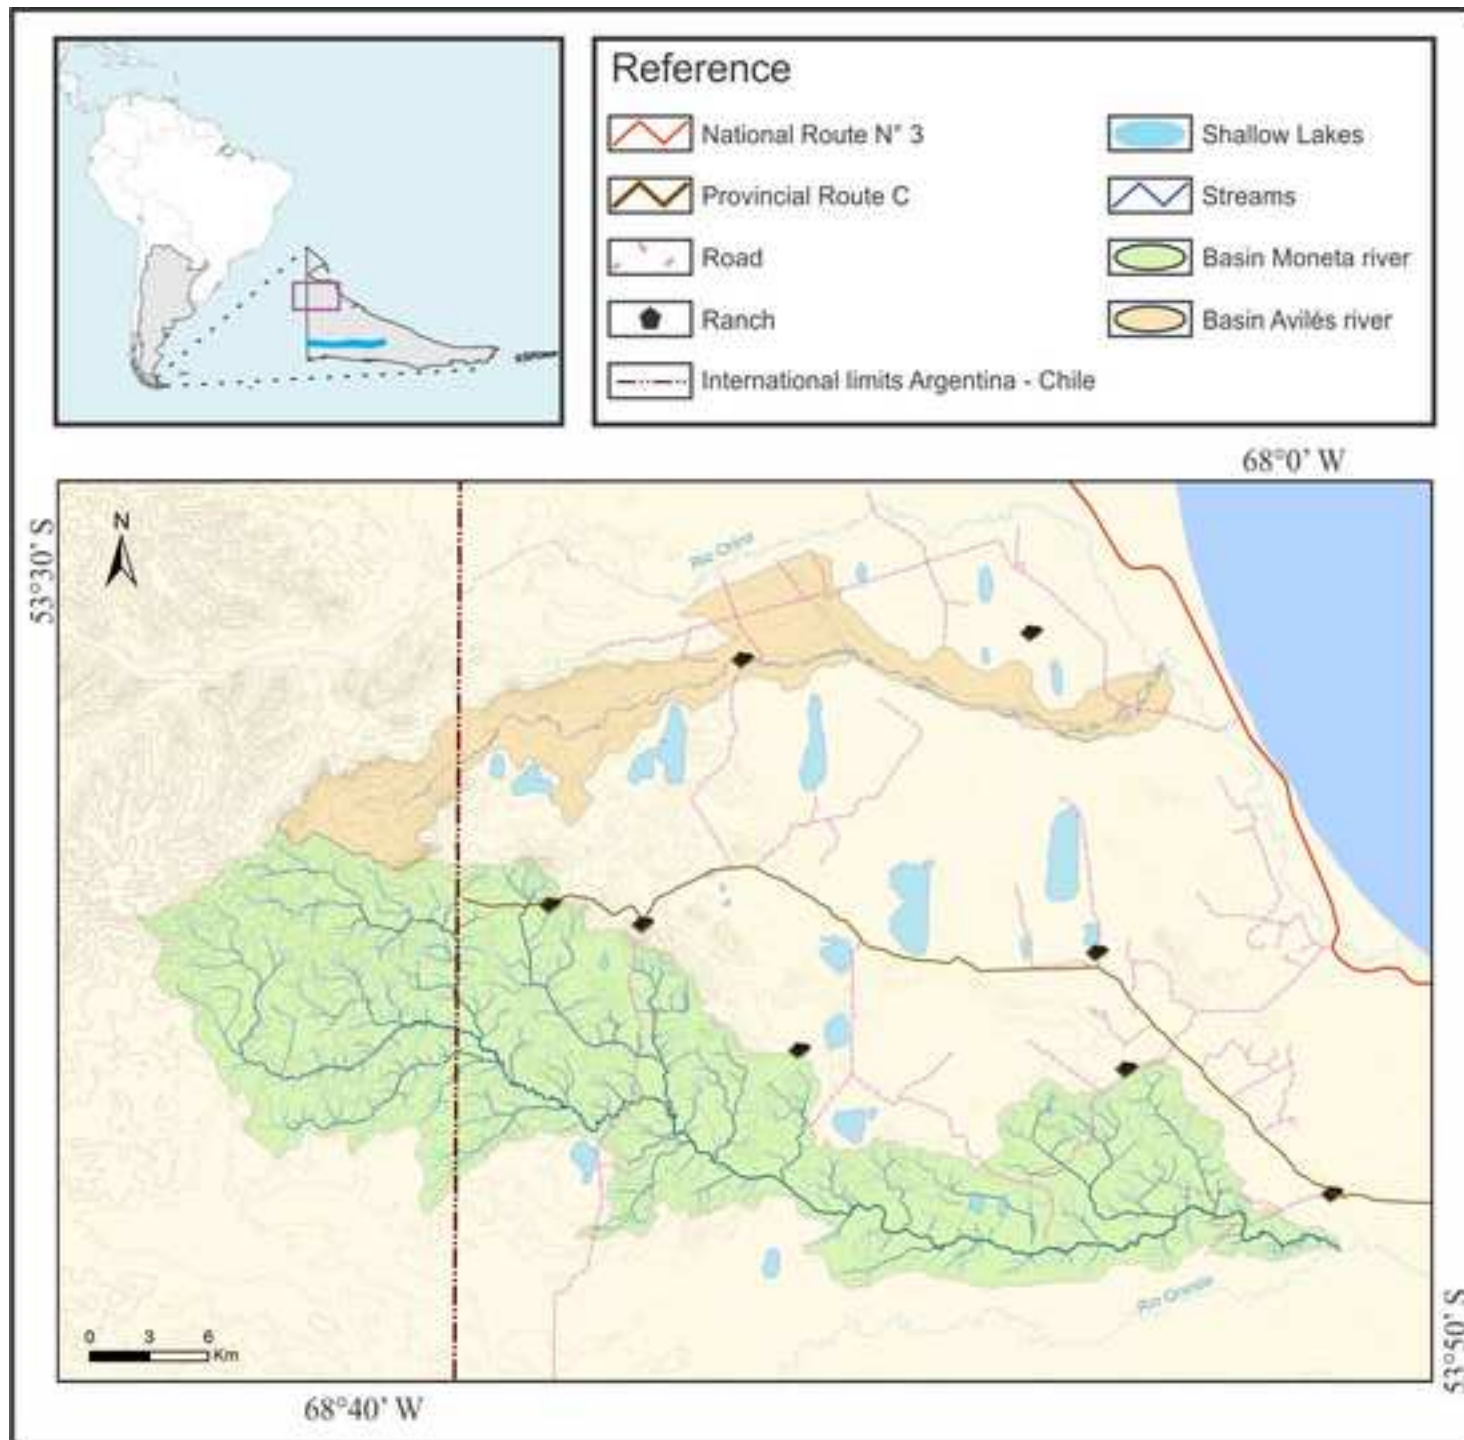 Reference
National Route N° 3
Provincial Route C
Road
Ranch
International limits Argentina - Chile
Shallow Lakes
Streams
Basin Moneta river
Basin Avilés river
68°0' W
53°30' S
N
Rio Grande
0 3 6
Km
53°50' S
68°40' W